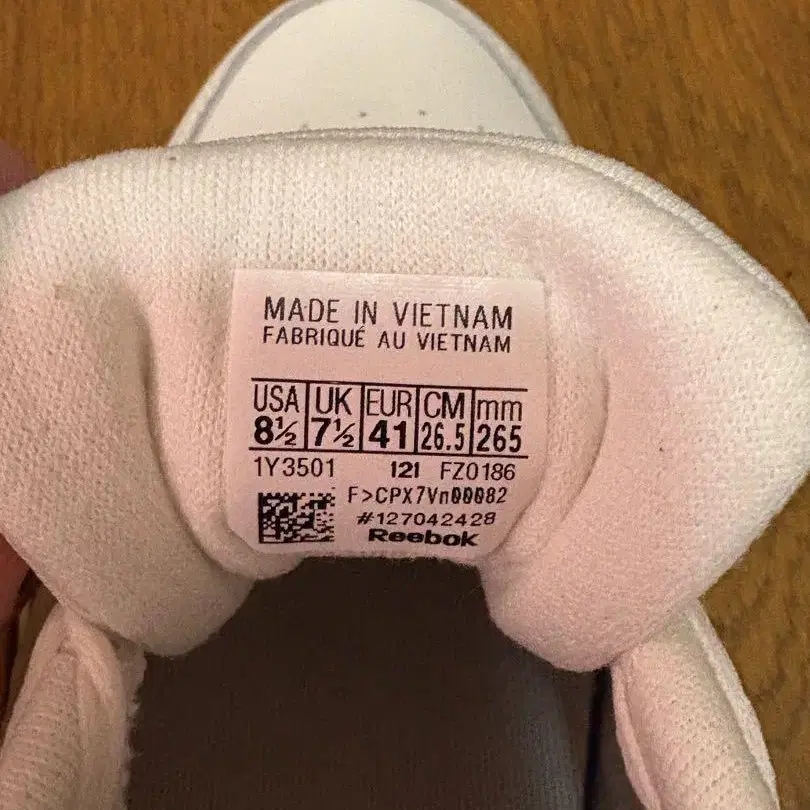 MADE IN VIETNAM
FABRIQUÉ AU VIETNAM
USA UK EUR CM mm
8½ 7½ 41 26.5 265
1Y3501 I2I FZ0186
F>CPX7Vn00082
#127042428
Reebok